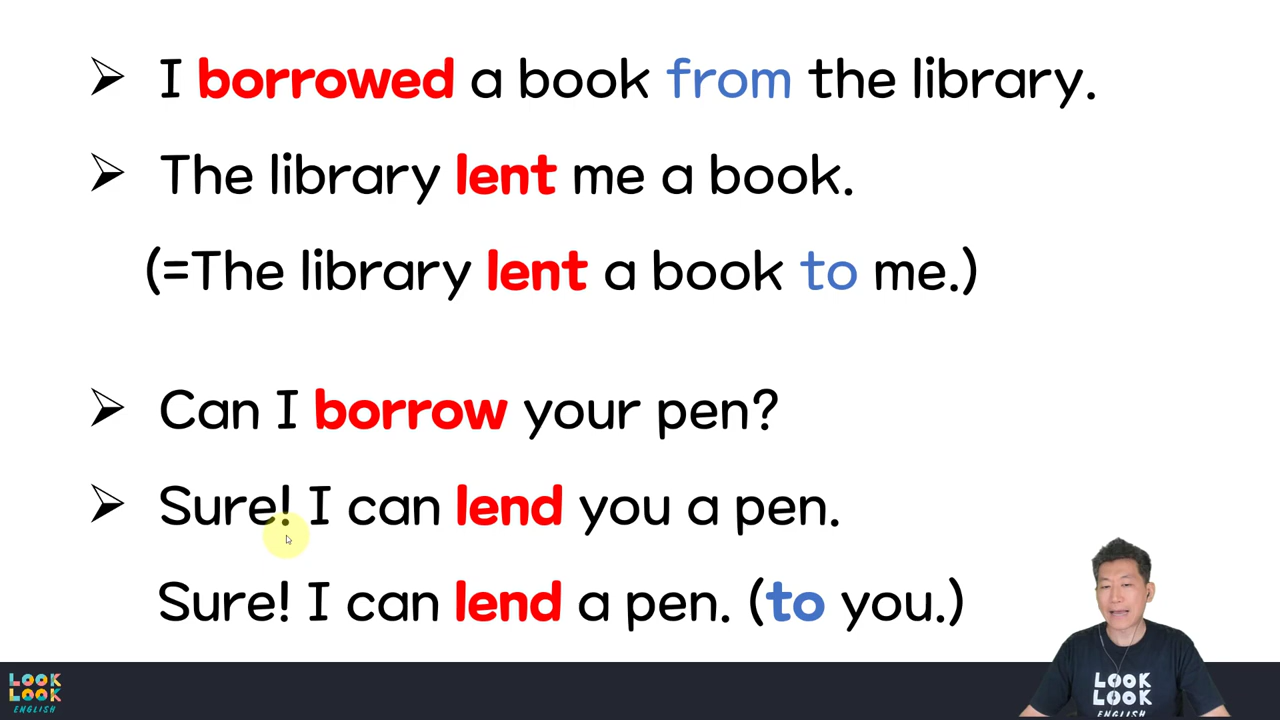 ➢ I borrowed a book from the library.
➢ The library lent me a book.
(=The library lent a book to me.)
➢ Can I borrow your pen?
➢ Sure! I can lend you a pen.
Sure! I can lend a pen. (to you.)
LOOK
LOOK
ENGLISH
LOOK
LOOK
ENGLISH